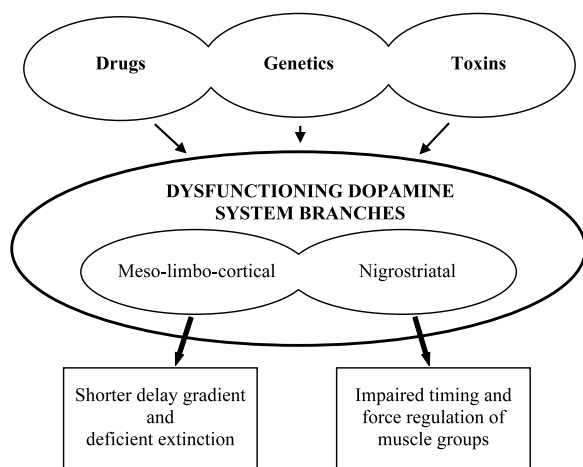 Drugs
Genetics
Toxins
DYSFUNCTIONING DOPAMINE
SYSTEM BRANCHES
Meso-limbo-cortical
Nigrostriatal
Shorter delay gradient
and
deficient extinction
Impaired timing and
force regulation of
muscle groups